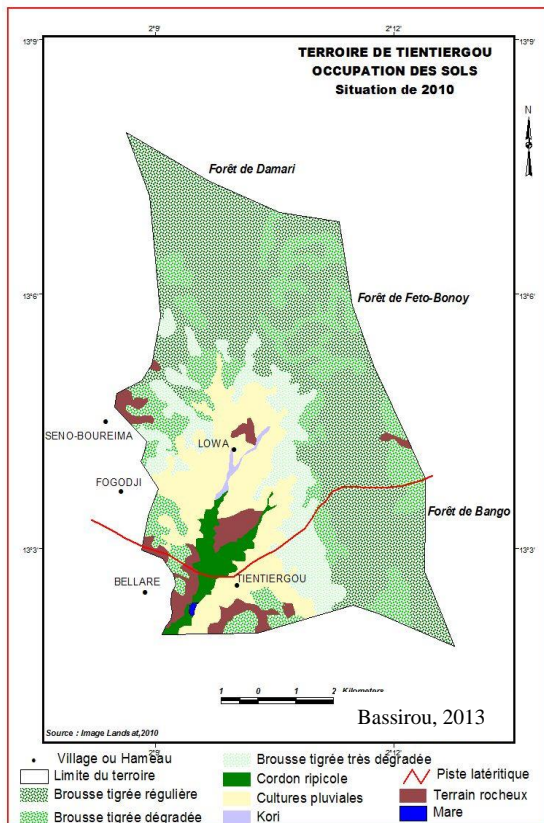 2°9'
2°12'
13°9'
13°9'
TERROIRE DE TIENTIERGOU
OCCUPATION DES SOLS
Situation de 2010
N
Forêt de Damari
13°6'
Forêt de Feto-Bonoy
13°6'
SENO-BOUREIMA
LOWA
FOGODJI
Forêt de Bango
13°3'
13°3'
BELLARE
TIENTIERGOU
1 0 1 2 Kilometers
Bassirou, 2013
Source : Image Landsat,2010
2°9'
2°12'
Village ou Hameau
Limite du terroire
Brousse tigrée régulière
Brousse tigrée dégradée
Brousse tigrée très dégradée
Cordon ripicole
Cultures pluviales
Kori
Piste latéritique
Terrain rocheux
Mare